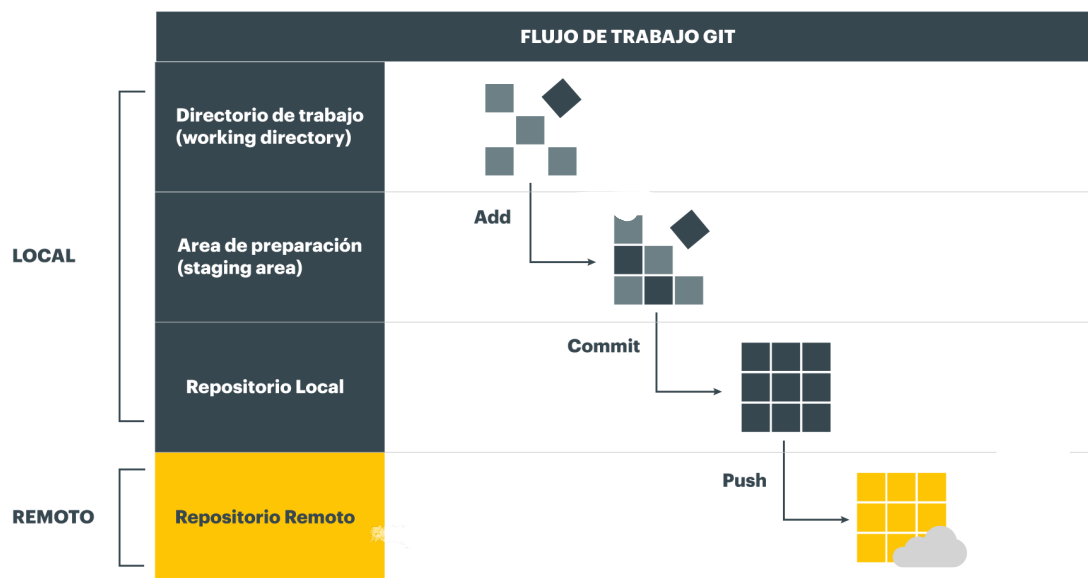 FLUJO DE TRABAJO GIT
Directorio de trabajo
(working directory)
Add
LOCAL
Area de preparación
(staging area)
Commit
Repositorio Local
Push
REMOTO
Repositorio Remoto